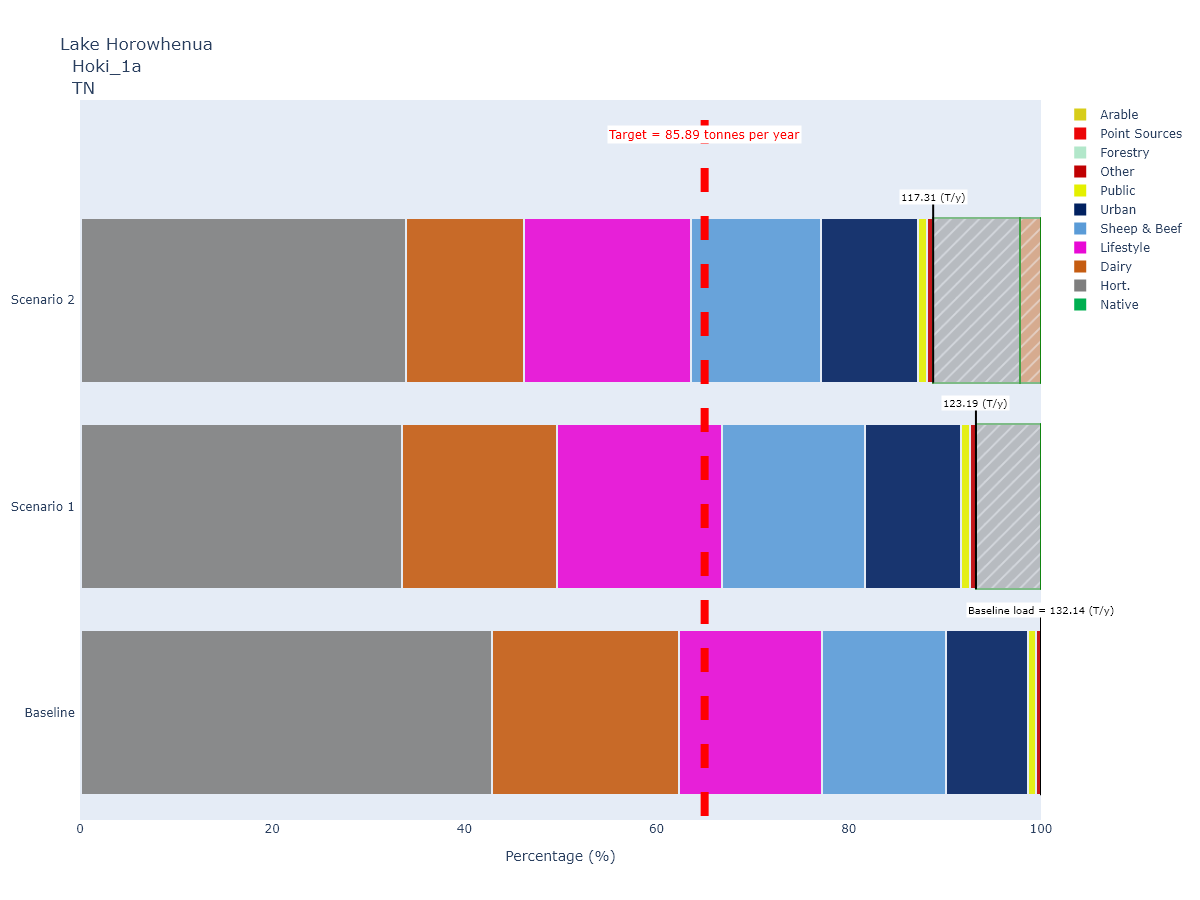 Lake Horowhenua
Hoki_1a
TN
Target = 85.89 tonnes per year
117.31 (T/y)
Scenario 2
123.19 (T/y)
Scenario 1
Baseline load = 132.14 (T/y)
Baseline
0 20 40 60 80 100
Percentage (%)
Arable
Point Sources
Forestry
Other
Public
Urban
Sheep & Beef
Lifestyle
Dairy
Hort.
Native